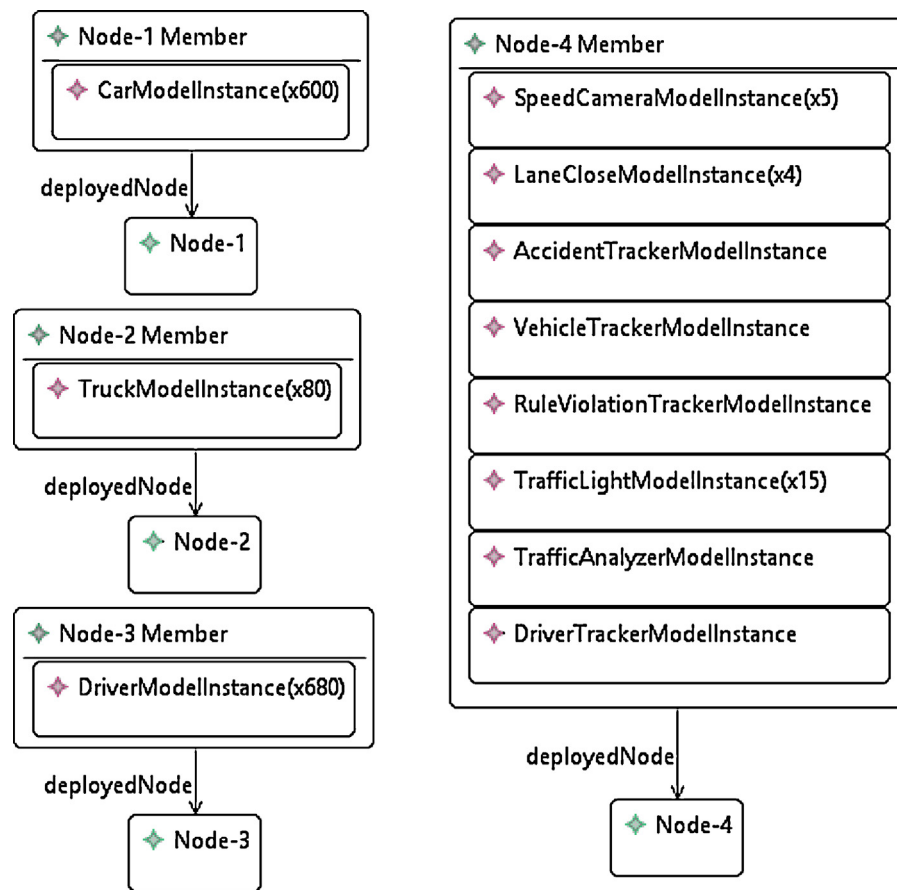 Node-1 Member
CarModelInstance(x600)
deployedNode
Node-1
Node-2 Member
TruckModelInstance(x80)
deployedNode
Node-2
Node-3 Member
DriverModelInstance(x680)
deployedNode
Node-3
Node-4 Member
SpeedCameraModelInstance(x5)
LaneCloseModelInstance(x4)
AccidentTrackerModelInstance
VehicleTrackerModelInstance
RuleViolationTrackerModelInstance
TrafficLightModelInstance(x15)
TrafficAnalyzerModelInstance
DriverTrackerModelInstance
deployedNode
Node-4